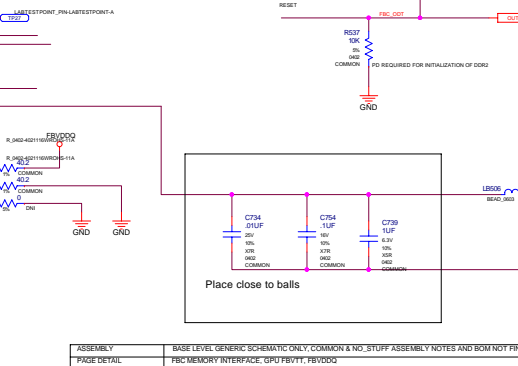 RESET
LABTESTPOINT_PIN-LABTESTPOINT-A
TP27
FBC_ODT
OUT
R537
10K
5%
0402
COMMON
PD REQUIRED FOR INITIALIZATION OF DDR2
GND
FBVDDQ
40.2
1%
COMMON
40.2
1%
COMMON
0
5%
DNI
GND
GND
LB506
BEAD_0603
C734
.01UF
25V
10%
X7R
0402
COMMON
C754
.1UF
16V
10%
X7R
0402
COMMON
C739
1UF
6.3V
10%
X5R
0402
COMMON
Place close to balls
ASSEMBLY
BASE LEVEL GENERIC SCHEMATIC ONLY, COMMON & NO_STUFF ASSEMBLY NOTES AND BOM NOT FIN
PAGE DETAIL
FBC MEMORY INTERFACE, GPU FBVTT, FBVDDQ